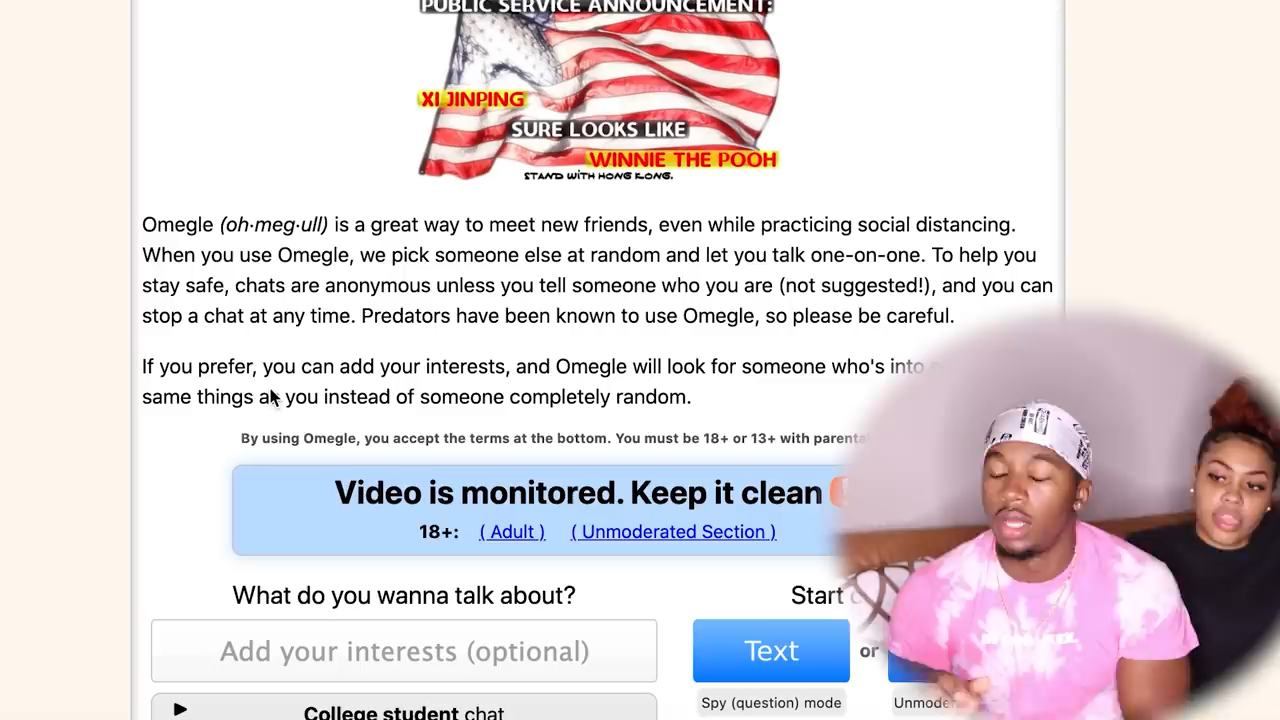 PUBLIC SERVICE ANNOUNCEMENT:
XI JINPING
SURE LOOKS LIKE
WINNIE THE POOH
STAND WITH HONG KONG.
Omegle (oh·meg·ull) is a great way to meet new friends, even while practicing social distancing.
When you use Omegle, we pick someone else at random and let you talk one-on-one. To help you
stay safe, chats are anonymous unless you tell someone who you are (not suggested!), and you can
stop a chat at any time. Predators have been known to use Omegle, so please be careful.
If you prefer, you can add your interests, and Omegle will look for someone who's into
same things as you instead of someone completely random.
By using Omegle, you accept the terms at the bottom. You must be 18+ or 13+ with
Video is monitored. Keep it clean
18+: ( Adult ) ( Unmoderated Section )
What do you wanna talk about?
Start
Add your interests (optional)
Text
or
Spy (question) mode
College student chat